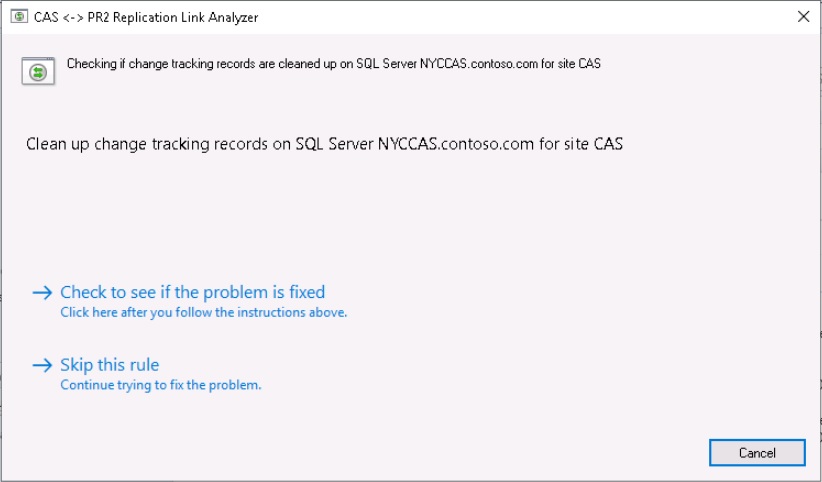 CAS <-> PR2 Replication Link Analyzer
Checking if change tracking records are cleaned up on SQL Server NYCCAS.contoso.com for site CAS
Clean up change tracking records on SQL Server NYCCAS.contoso.com for site CAS
Check to see if the problem is fixed
Click here after you follow the instructions above.
Skip this rule
Continue trying to fix the problem.
Cancel